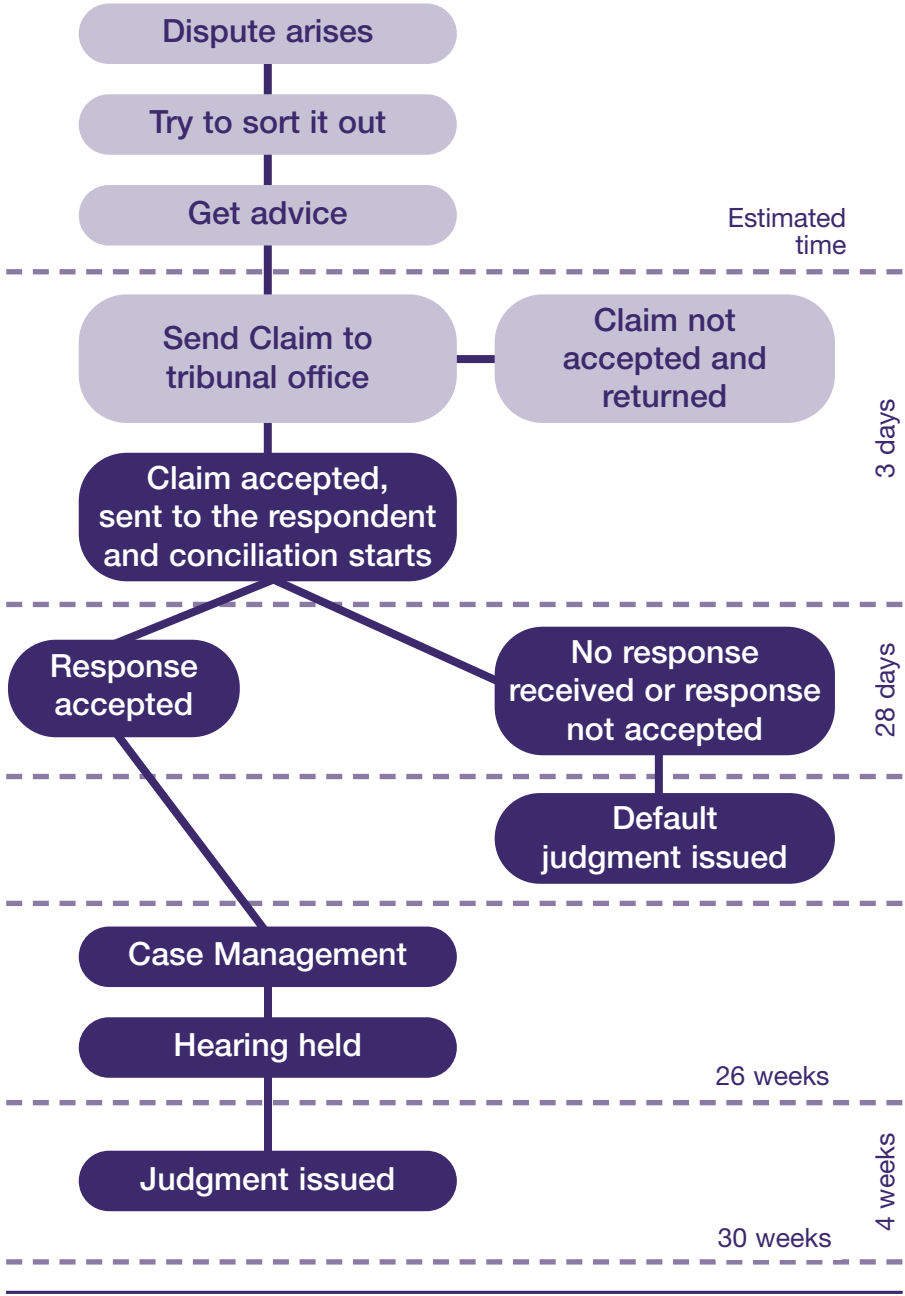 Dispute arises
Try to sort it out
Get advice
Estimated
time
Send Claim to
tribunal office
Claim not
accepted and
returned
3 days
Claim accepted,
sent to the respondent
and conciliation starts
Response
accepted
No response
received or response
not accepted
28 days
Default
judgment issued
Case Management
Hearing held
26 weeks
Judgment issued
4 weeks
30 weeks